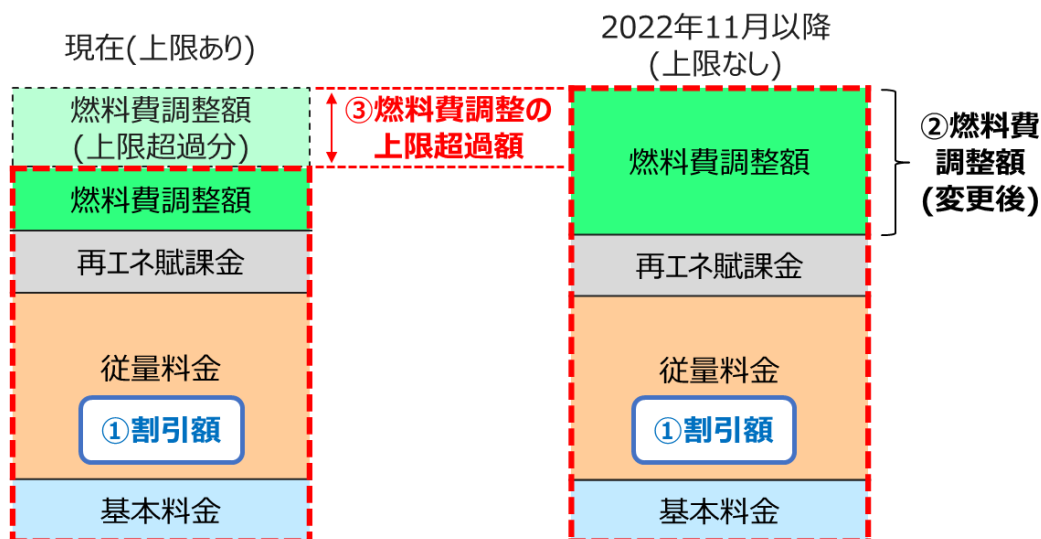 現在(上限あり)
燃料費調整額
(上限超過分)
燃料費調整額
再エネ賦課金
従量料金
①割引額
基本料金
③燃料費調整の
上限超過額
2022年11月以降
(上限なし)
燃料費調整額
再エネ賦課金
従量料金
①割引額
基本料金
②燃料費
調整額
(変更後)